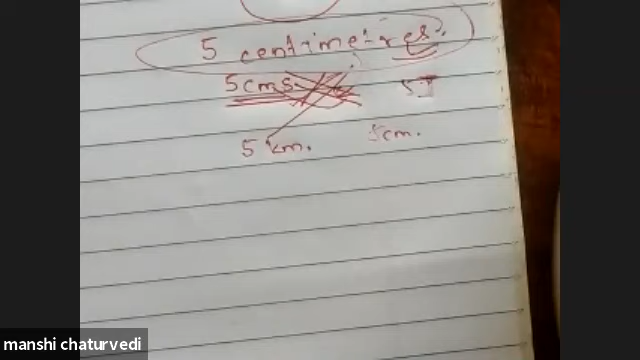 5 centimetres.
5cms
5 km. 5cm.
manshi chaturvedi